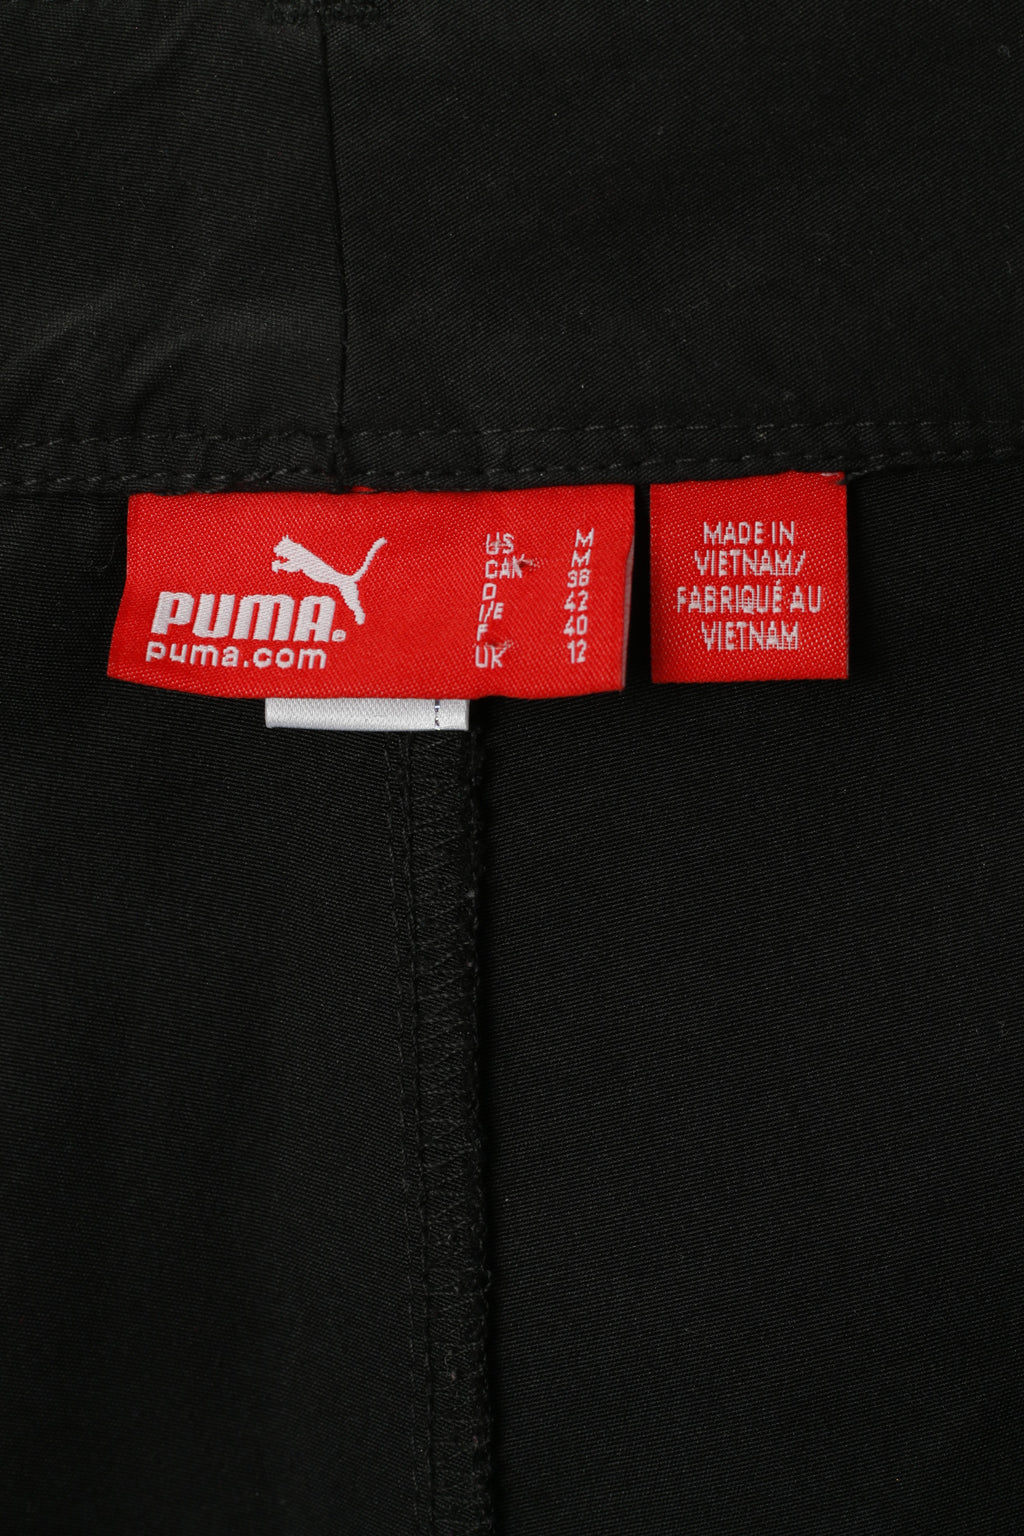 PUMA®
puma.com
US M
CAN M
D 38
I/E 42
F 40
UK 12
MADE IN
VIETNAM/
FABRIQUÉ AU
VIETNAM